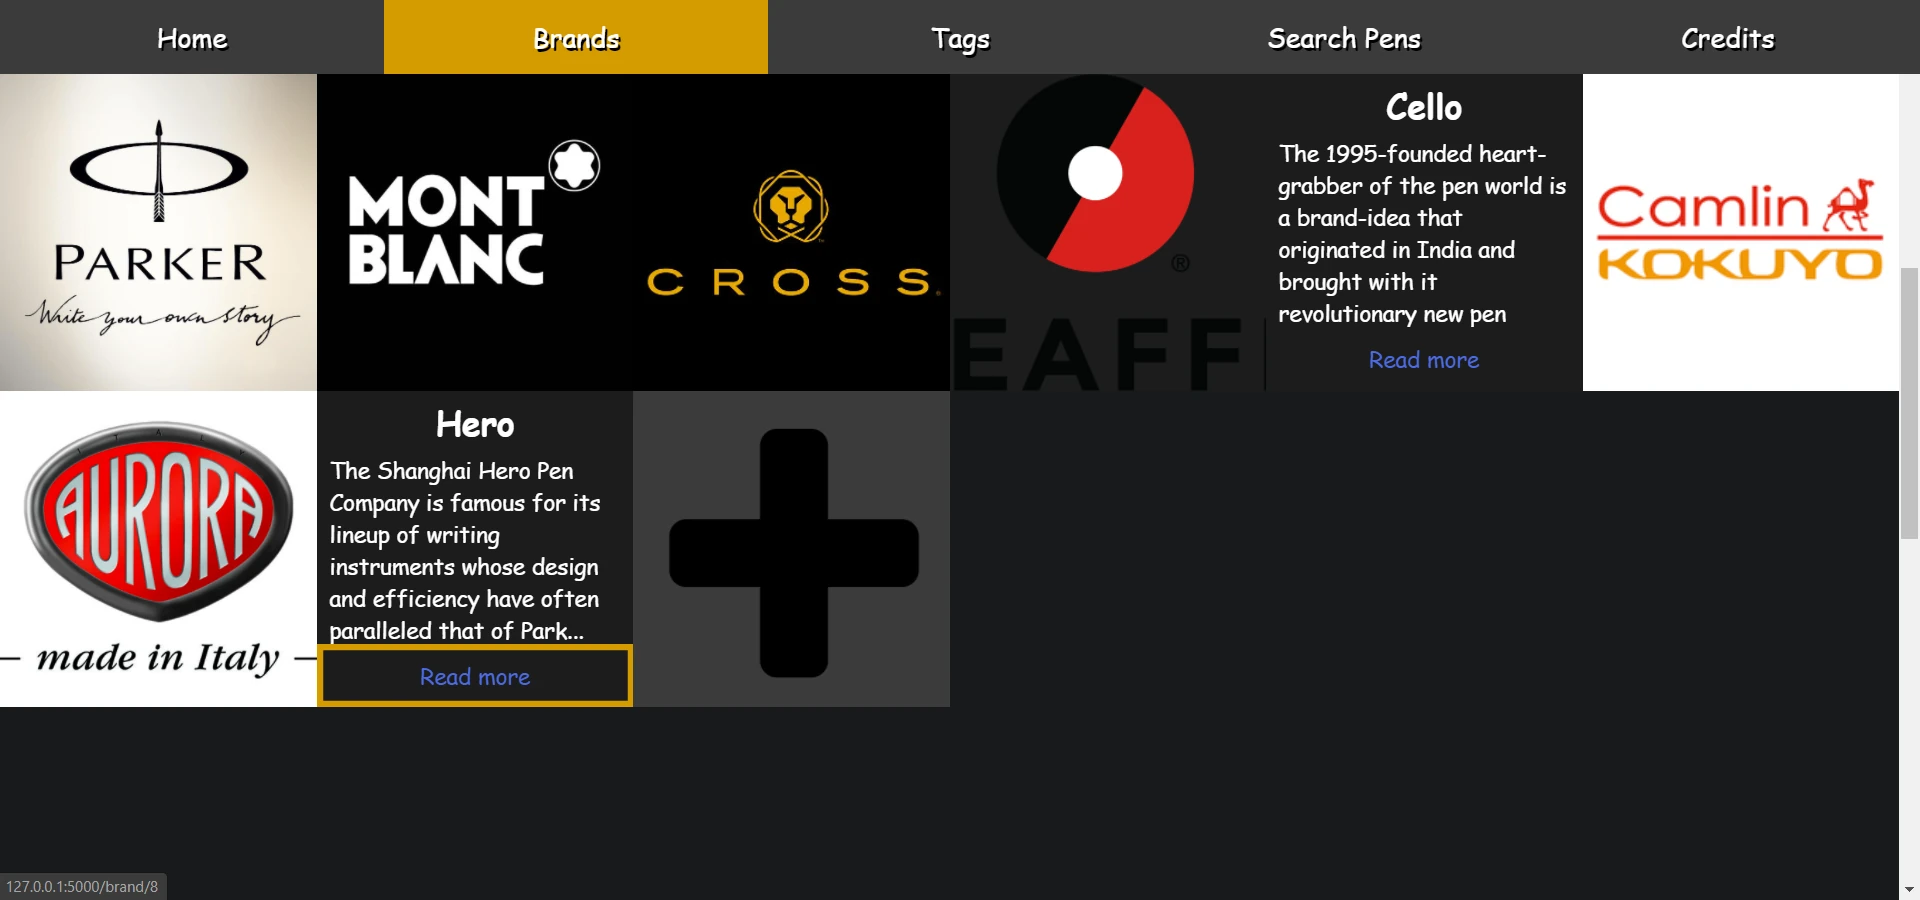 Home
Brands
Tags
Search Pens
Credits
PARKER
Write your own story
MONT
BLANC
CROSS
EAFF
®
Cello
The 1995-founded heart-
grabber of the pen world is
a brand-idea that
originated in India and
brought with it
revolutionary new pen
Read more
Camlin
KOKUYO
AURORA
made in Italy
Hero
The Shanghai Hero Pen
Company is famous for its
lineup of writing
instruments whose design
and efficiency have often
paralleled that of Park...
Read more
127.0.0.1:5000/brand/8